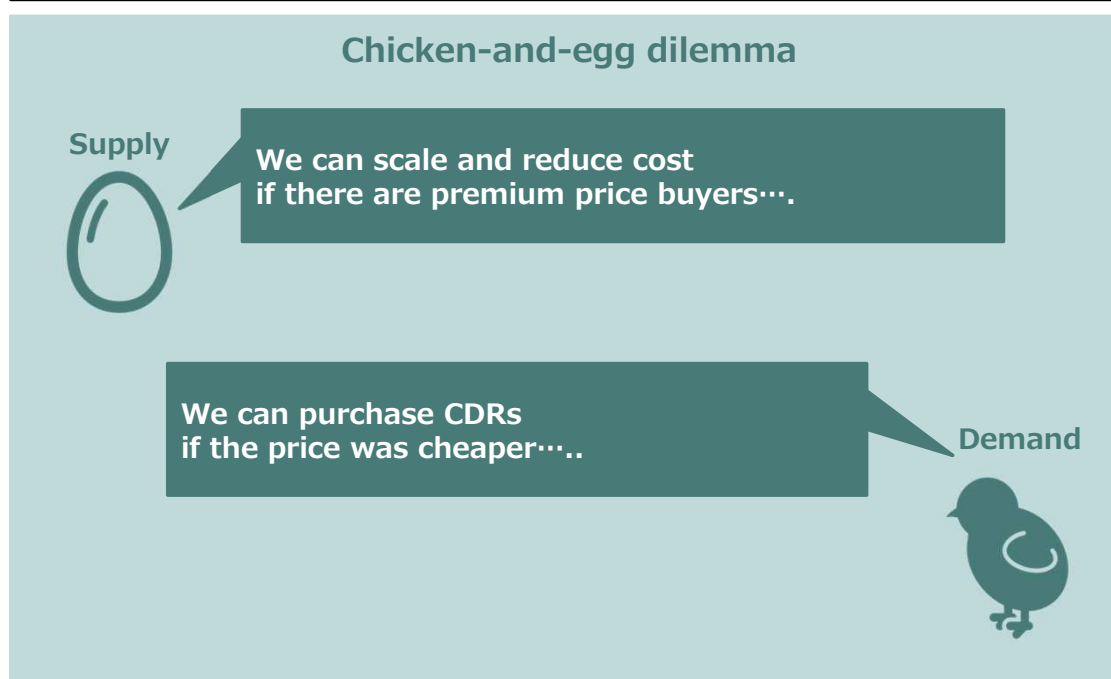 Chicken-and-egg dilemma
Supply
We can scale and reduce cost
if there are premium price buyers….
We can purchase CDRs
if the price was cheaper…..
Demand